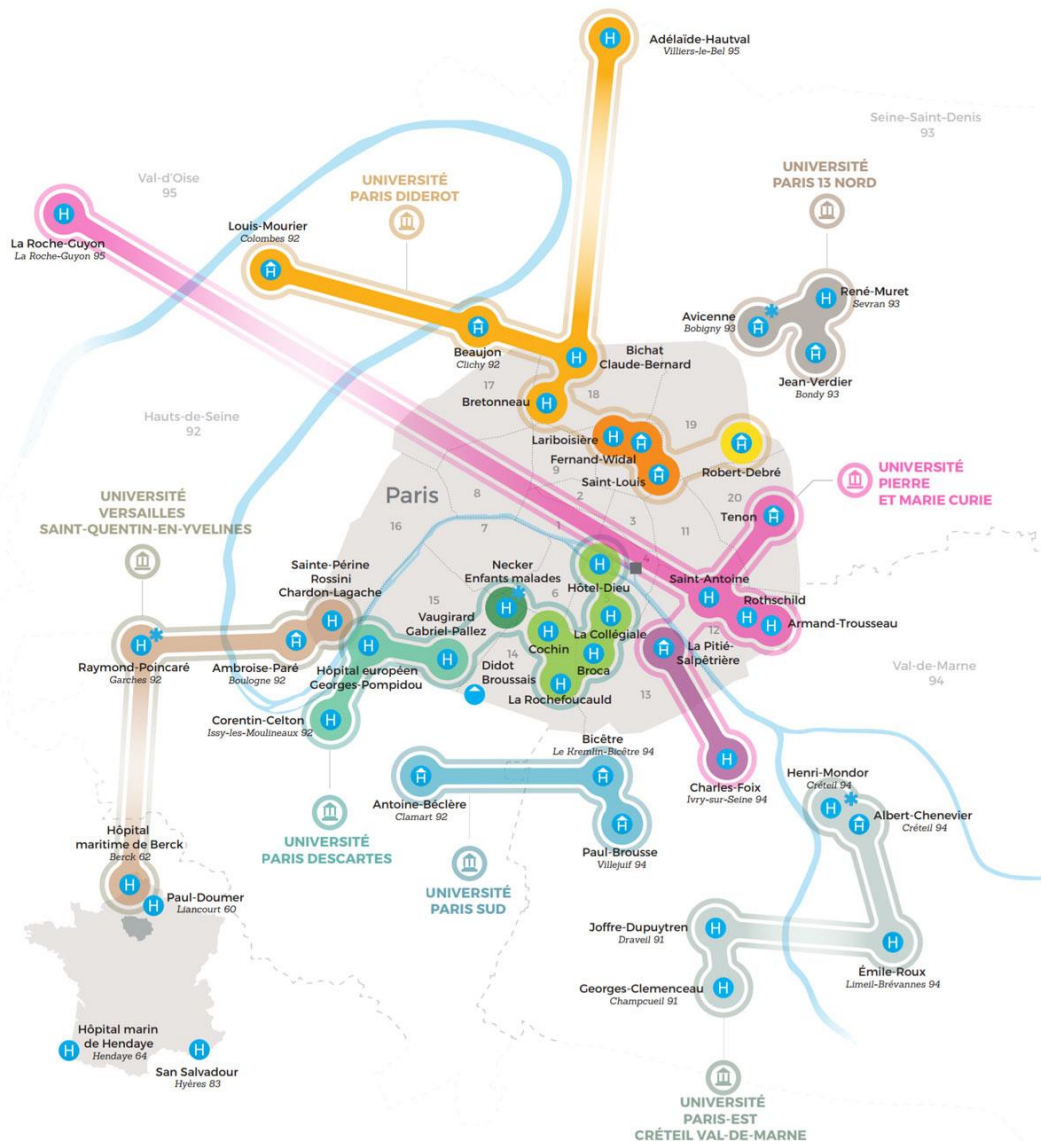 Adélaïde-Hautval
Villiers-le-Bel 95
Seine-Saint-Denis
93
Val-d'Oise
95
UNIVERSITÉ
PARIS DIDEROT
UNIVERSITÉ
PARIS 13 NORD
La Roche-Guyon
La Roche-Guyon 95
Louis-Mourier
Colombes 92
René-Muret
Sevran 93
Avicenne
Bobigny 93
Jean-Verdier
Bondy 93
Beaujon
Clichy 92
Bichat
Claude-Bernard
Bretonneau
17
18
19
Hauts-de-Seine
92
Lariboisière
Fernand-Widal
Saint-Louis
Robert-Debré
9
2
8
Paris
16
7
1
3
4
11
20
Tenon
UNIVERSITÉ
PIERRE
ET MARIE CURIE
UNIVERSITÉ
VERSAILLES
SAINT-QUENTIN-EN-YVELINES
Sainte-Périne
Rossini
Chardon-Lagache
Necker
Enfants malades
Hôtel-Dieu
Saint-Antoine
Rothschild
Armand-Trousseau
15
6
5
12
14
13
Vaugirard
Gabriel-Pallez
Cochin
La Collégiale
Broca
La Rochefoucauld
La Pitié-
Salpêtrière
Didot
Broussais
Raymond-Poincaré
Garches 92
Ambroise-Paré
Boulogne 92
Hôpital européen
Georges-Pompidou
Val-de-Marne
94
Corentin-Celton
Issy-les-Moulineaux 92
Bicêtre
Le Kremlin-Bicêtre 94
Antoine-Béclère
Clamart 92
Charles-Foix
Ivry-sur-Seine 94
Henri-Mondor
Créteil 94
Albert-Chenevier
Créteil 94
Paul-Brousse
Villejuif 94
UNIVERSITÉ
PARIS DESCARTES
UNIVERSITÉ
PARIS SUD
Hôpital
maritime de Berck
Berck 62
Paul-Doumer
Liancourt 60
Joffre-Dupuytren
Draveil 91
Georges-Clemenceau
Champcueil 91
Émile-Roux
Limeil-Brévannes 94
Hôpital marin
de Hendaye
Hendaye 64
San Salvadour
Hyères 83
UNIVERSITÉ
PARIS-EST
CRÉTEIL VAL-DE-MARNE